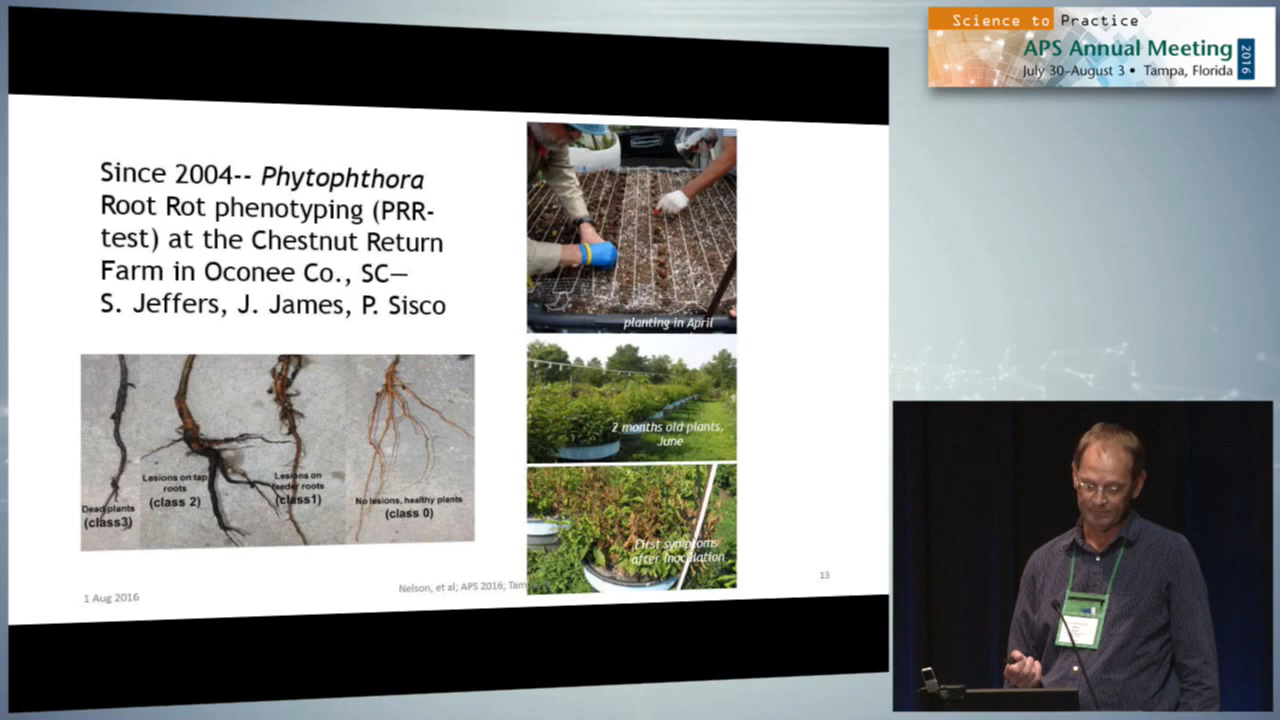 Science to Practice
APS Annual Meeting
2016
July 30–August 3 • Tampa, Florida
Since 2004-- Phytophthora
Root Rot phenotyping (PRR-
test) at the Chestnut Return
Farm in Oconee Co., SC—
S. Jeffers, J. James, P. Sisco
planting in April
2 months old plants,
June
First symptoms
after inoculation
Dead plants
(class3)
Lesions on tap
roots
(class 2)
Lesions on
feeder roots
(class1)
No lesions, healthy plants
(class 0)
1 Aug 2016
Nelson, et al; APS 2016; Tam
13